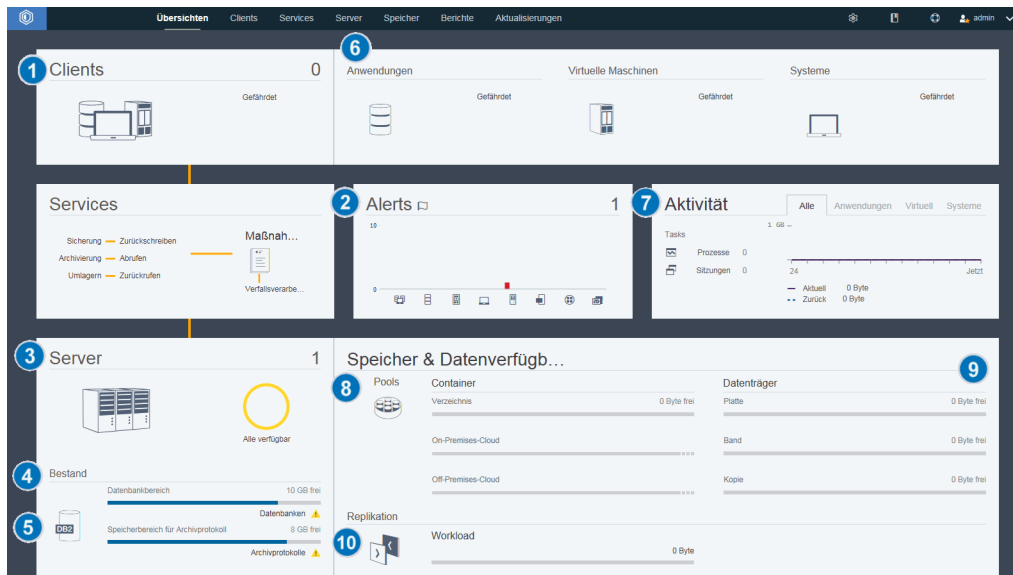 Übersichten Clients Services Server Speicher Berichte Aktualisierungen admin
6
1 Clients 0
Gefährdet
Anwendungen
Gefährdet
Virtuelle Maschinen
Gefährdet
Systeme
Gefährdet
Services
Sicherung Zurückschreiben
Archivierung Abrufen
Umlagern Zurückrufen
Maßnah...
Verfallsverarbe...
2 Alerts 1
10
0
7 Aktivität
Alle Anwendungen Virtuell Systeme
Tasks
Prozesse 0
Sitzungen 0
1 GB
24 Jetzt
Aktuell 0 Byte
Zurück 0 Byte
3 Server 1
Alle verfügbar
4 Bestand
Datenbankbereich 10 GB frei
Datenbanken
5 DB2
Speicherbereich für Archivprotokoll 8 GB frei
Archivprotokolle
Speicher & Datenverfügb...
8 Pools
Container
Verzeichnis 0 Byte frei
On-Premises-Cloud
Off-Premises-Cloud
9
Datenträger
Platte 0 Byte frei
Band 0 Byte frei
Kopie 0 Byte frei
Replikation
10 Workload
0 Byte